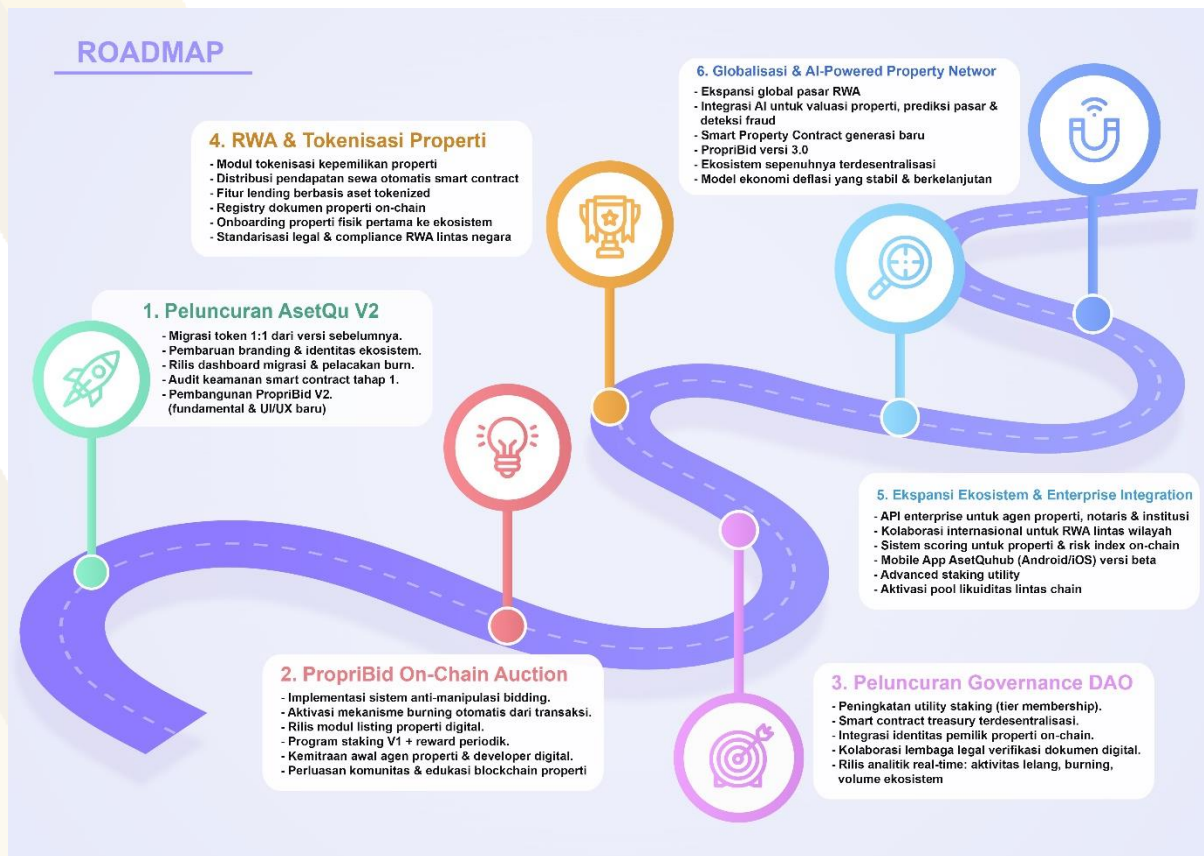 ROADMAP
1. Peluncuran AsetQu V2
- Migrasi token 1:1 dari versi sebelumnya.
- Pembaruan branding & identitas ekosistem.
- Rilis dashboard migrasi & pelacakan burn.
- Audit keamanan smart contract tahap 1.
- Pembangunan PropriBid V2.
(fundamental & UI/UX baru)
2. PropriBid On-Chain Auction
- Implementasi sistem anti-manipulasi bidding.
- Aktivasi mekanisme burning otomatis dari transaksi.
- Rilis modul listing properti digital.
- Program staking V1 + reward periodik.
- Kemitraan awal agen properti & developer digital.
- Perluasan komunitas & edukasi blockchain properti
3. Peluncuran Governance DAO
- Peningkatan utility staking (tier membership).
- Smart contract treasury terdesentralisasi.
- Integrasi identitas pemilik properti on-chain.
- Kolaborasi lembaga legal verifikasi dokumen digital.
- Rilis analitik real-time: aktivitas lelang, burning,
volume ekosistem
4. RWA & Tokenisasi Properti
- Modul tokenisasi kepemilikan properti
- Distribusi pendapatan sewa otomatis smart contract
- Fitur lending berbasis aset tokenized
- Registry dokumen properti on-chain
- Onboarding properti fisik pertama ke ekosistem
- Standarisasi legal & compliance RWA lintas negara
5. Ekspansi Ekosistem & Enterprise Integration
- API enterprise untuk agen properti, notaris & institusi
- Kolaborasi internasional untuk RWA lintas wilayah
- Sistem scoring untuk properti & risk index on-chain
- Mobile App AsetQuhub (Android/iOS) versi beta
- Advanced staking utility
- Aktivasi pool likuiditas lintas chain
6. Globalisasi & AI-Powered Property Networ
- Ekspansi global pasar RWA
- Integrasi AI untuk valuasi properti, prediksi pasar &
deteksi fraud
- Smart Property Contract generasi baru
- PropriBid versi 3.0
- Ekosistem sepenuhnya terdesentralisasi
- Model ekonomi deflasi yang stabil & berkelanjutan